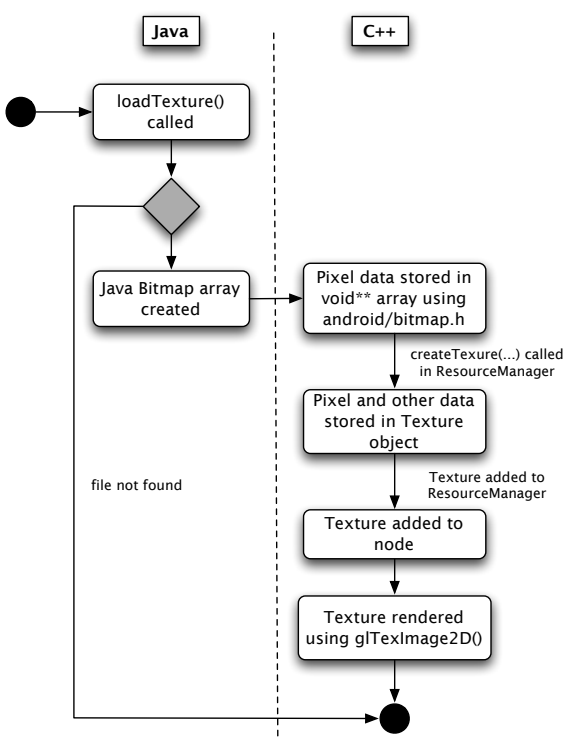 Java
C++
loadTexture()
called
Java Bitmap array
created
Pixel data stored in
void** array using
android/bitmap.h
createTexure(...) called
in ResourceManager
Pixel and other data
stored in Texture
object
file not found
Texture added to
ResourceManager
Texture added to
node
Texture rendered
using glTexImage2D()